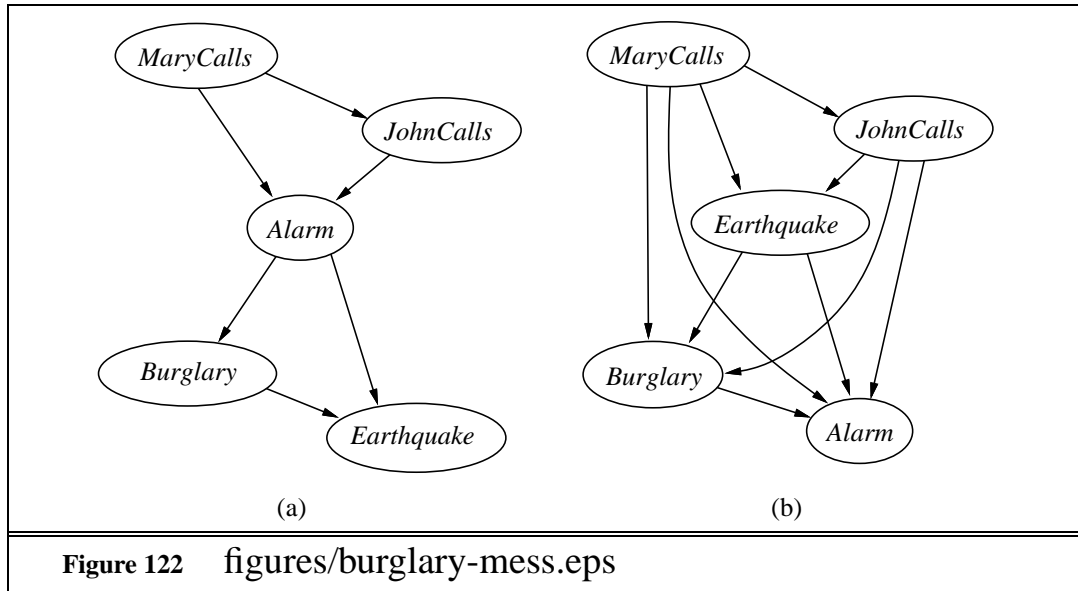 MaryCalls
JohnCalls
Alarm
Burglary
Earthquake
(a)
MaryCalls
JohnCalls
Earthquake
Burglary
Alarm
(b)
Figure 122 figures/burglary-mess.eps